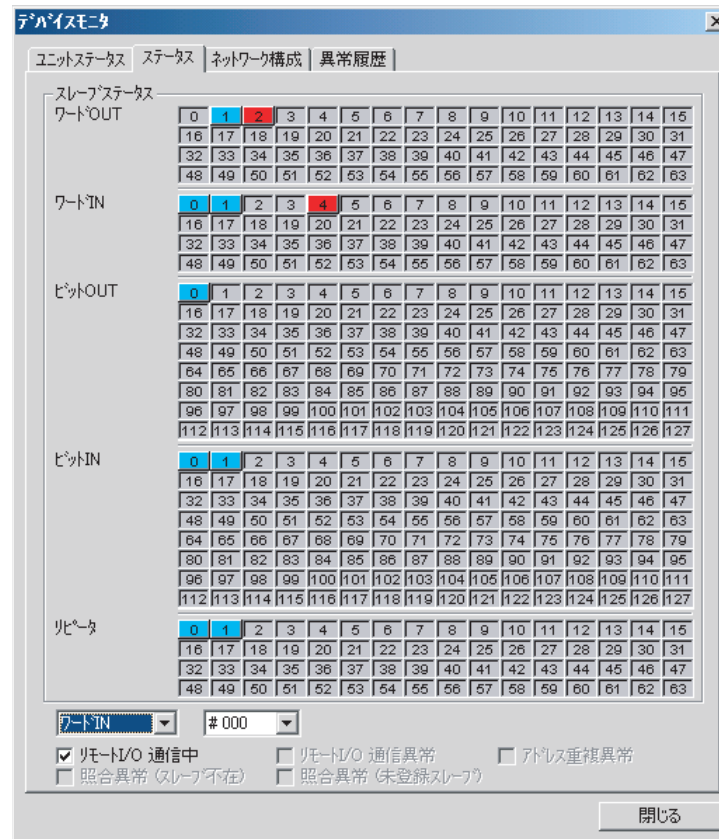 デバイスモニタ
ユニットステータス ステータス ネットワーク構成 異常履歴
スレーブステータス
ワードOUT 0 1 2 3 4 5 6 7 8 9 10 11 12 13 14 15
16 17 18 19 20 21 22 23 24 25 26 27 28 29 30 31
32 33 34 35 36 37 38 39 40 41 42 43 44 45 46 47
48 49 50 51 52 53 54 55 56 57 58 59 60 61 62 63
ワードIN 0 1 2 3 4 5 6 7 8 9 10 11 12 13 14 15
16 17 18 19 20 21 22 23 24 25 26 27 28 29 30 31
32 33 34 35 36 37 38 39 40 41 42 43 44 45 46 47
48 49 50 51 52 53 54 55 56 57 58 59 60 61 62 63
ビットOUT 0 1 2 3 4 5 6 7 8 9 10 11 12 13 14 15
16 17 18 19 20 21 22 23 24 25 26 27 28 29 30 31
32 33 34 35 36 37 38 39 40 41 42 43 44 45 46 47
48 49 50 51 52 53 54 55 56 57 58 59 60 61 62 63
64 65 66 67 68 69 70 71 72 73 74 75 76 77 78 79
80 81 82 83 84 85 86 87 88 89 90 91 92 93 94 95
96 97 98 99 100 101 102 103 104 105 106 107 108 109 110 111
112 113 114 115 116 117 118 119 120 121 122 123 124 125 126 127
ビットIN 0 1 2 3 4 5 6 7 8 9 10 11 12 13 14 15
16 17 18 19 20 21 22 23 24 25 26 27 28 29 30 31
32 33 34 35 36 37 38 39 40 41 42 43 44 45 46 47
48 49 50 51 52 53 54 55 56 57 58 59 60 61 62 63
64 65 66 67 68 69 70 71 72 73 74 75 76 77 78 79
80 81 82 83 84 85 86 87 88 89 90 91 92 93 94 95
96 97 98 99 100 101 102 103 104 105 106 107 108 109 110 111
112 113 114 115 116 117 118 119 120 121 122 123 124 125 126 127
リピータ 0 1 2 3 4 5 6 7 8 9 10 11 12 13 14 15
16 17 18 19 20 21 22 23 24 25 26 27 28 29 30 31
32 33 34 35 36 37 38 39 40 41 42 43 44 45 46 47
48 49 50 51 52 53 54 55 56 57 58 59 60 61 62 63
ワードIN # 000
リモートI/O 通信中 リモートI/O 通信異常 アドレス重複異常
照合異常 (スレーブ不在) 照合異常 (未登録スレーブ)
閉じる